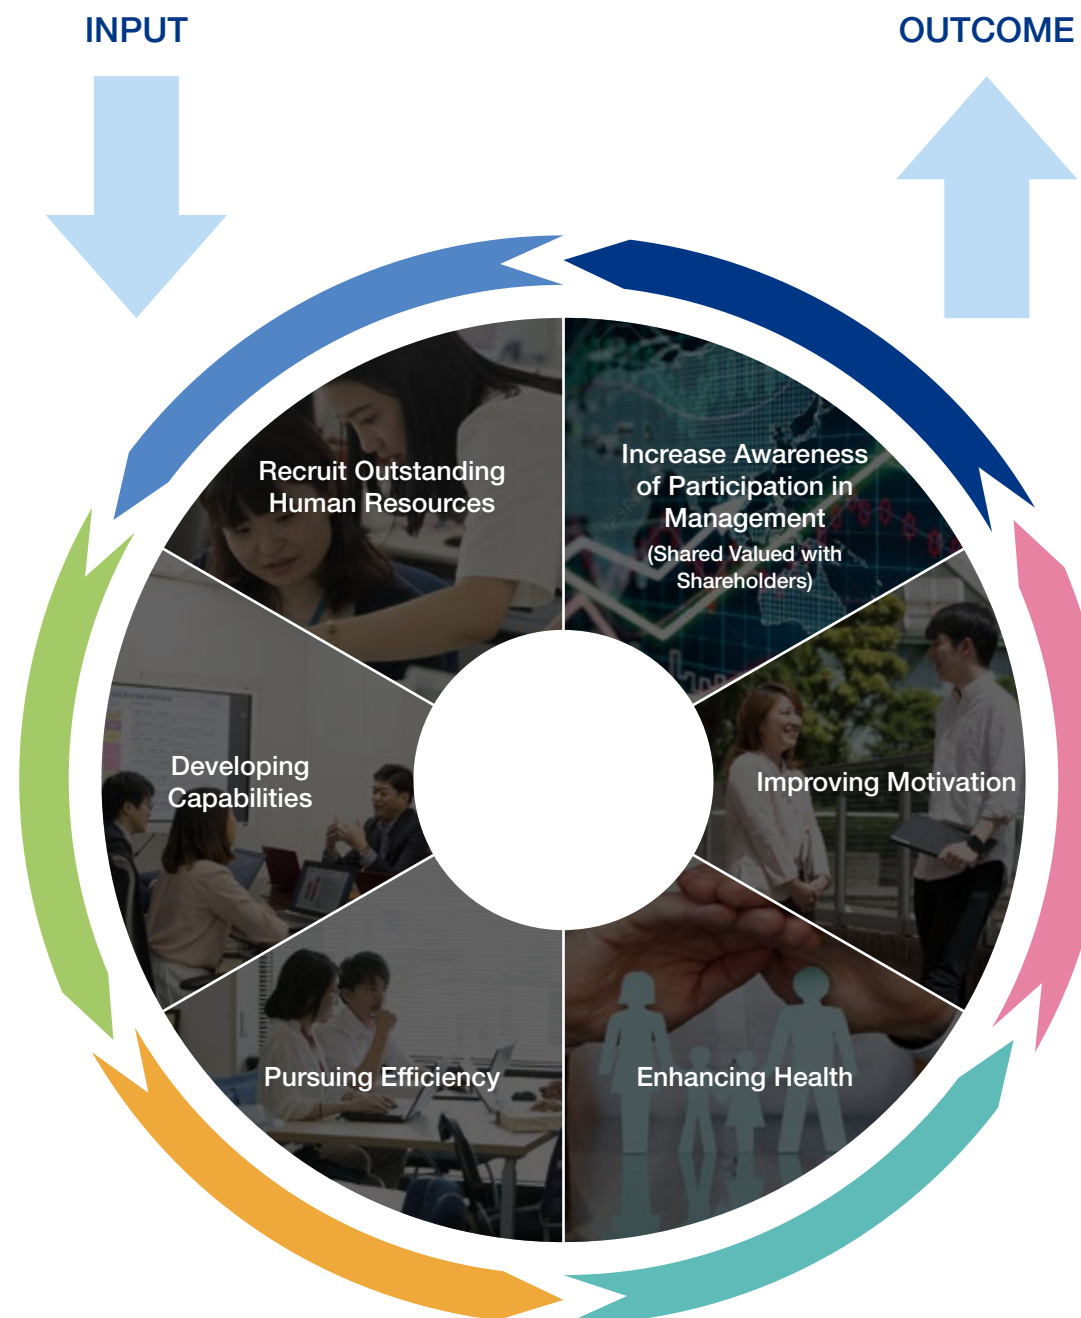 INPUT
OUTCOME
Recruit Outstanding
Human Resources
Increase Awareness
of Participation in
Management
(Shared Valued with
Shareholders)
Developing
Capabilities
Improving Motivation
Pursuing Efficiency
Enhancing Health